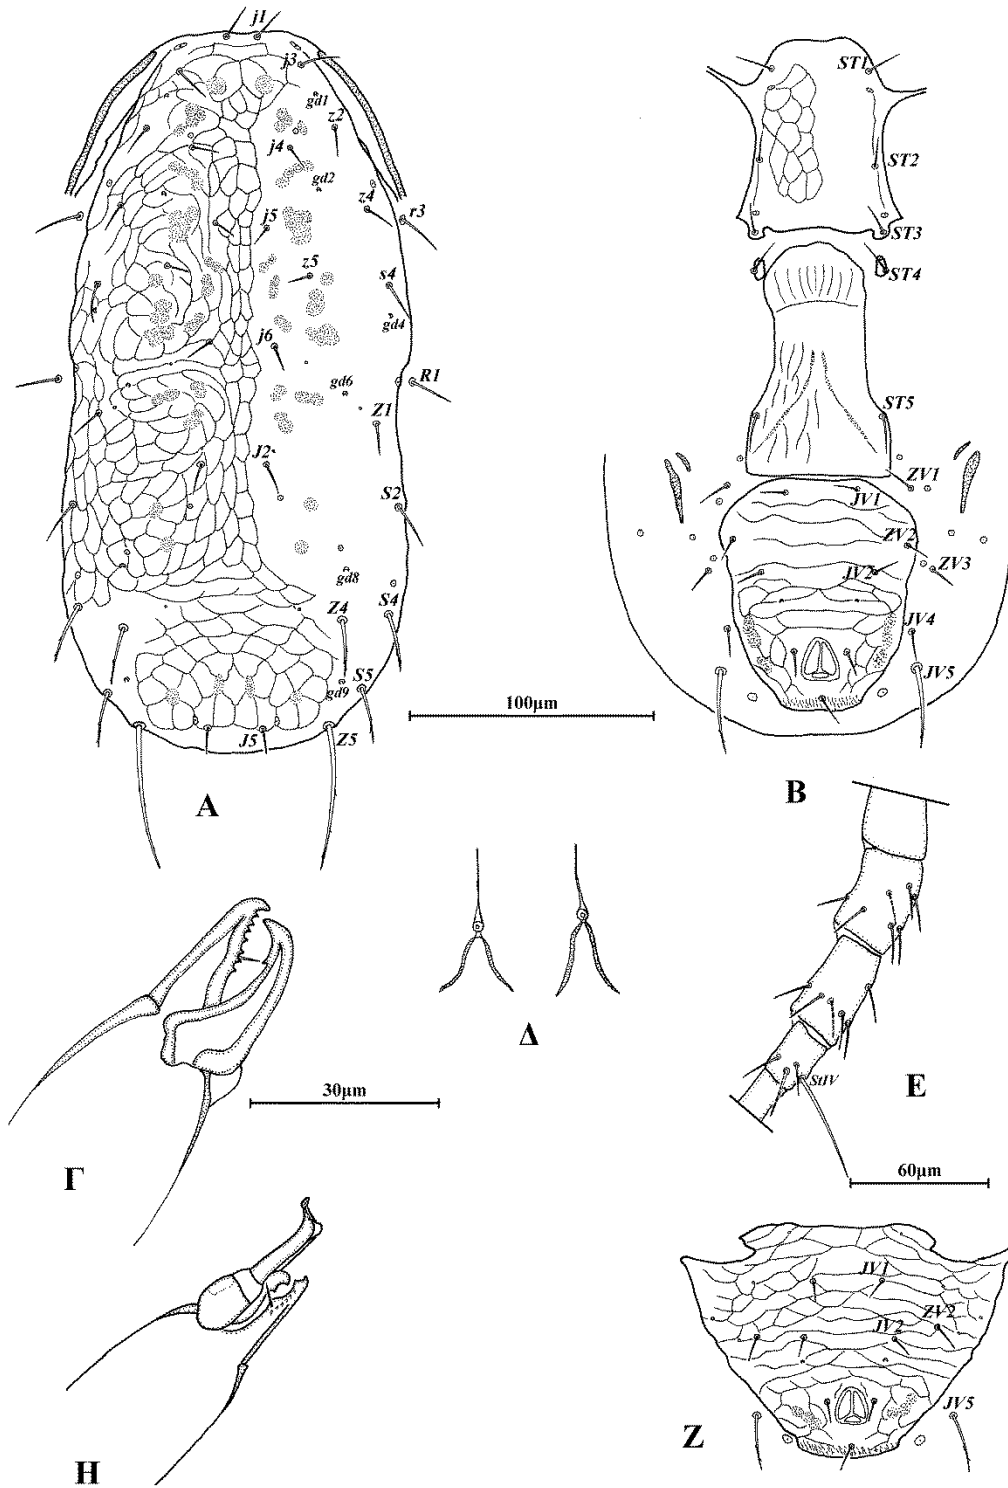 j1
j3
gd1
z2
j4
gd2
z4
r3
j5
z5
s4
gd4
j6
R1
gd6
Z1
J2
S2
gd8
Z4
S4
S5
gd9
J5
Z5
A
100μm
ST1
ST2
ST3
ST4
ST5
ZV1
JV1
ZV2
ZV3
JV2
JV4
JV5
B
Γ
30μm
Δ
StIV
E
60μm
H
JV1
ZV2
JV2
JV5
Z